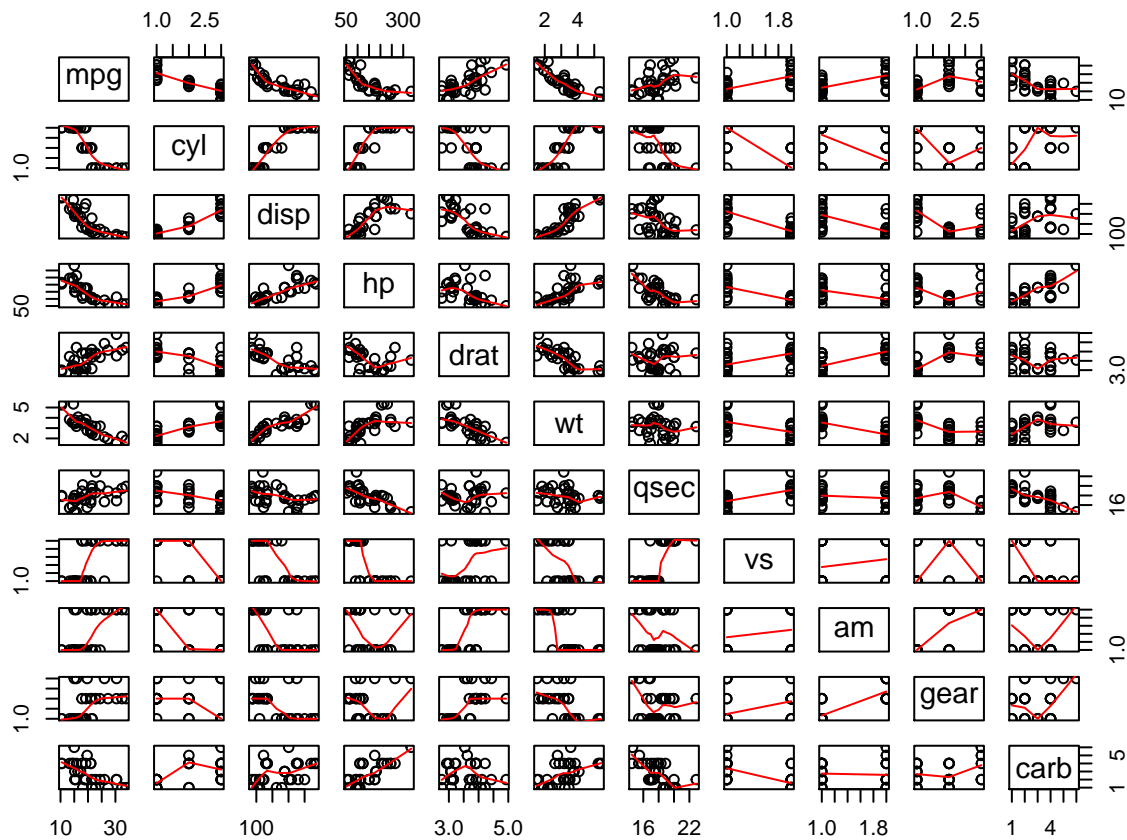 1.0 2.5 50 300 2 4 1.0 1.8 1.0 2.5
mpg 10
1.0 cyl
disp 100
50 hp
drat 3.0
2 5 wt
qsec 16
1.0 vs
am 1.0
1.0 gear
carb 1 5
10 30 100 3.0 5.0 16 22 1.0 1.8 1 4